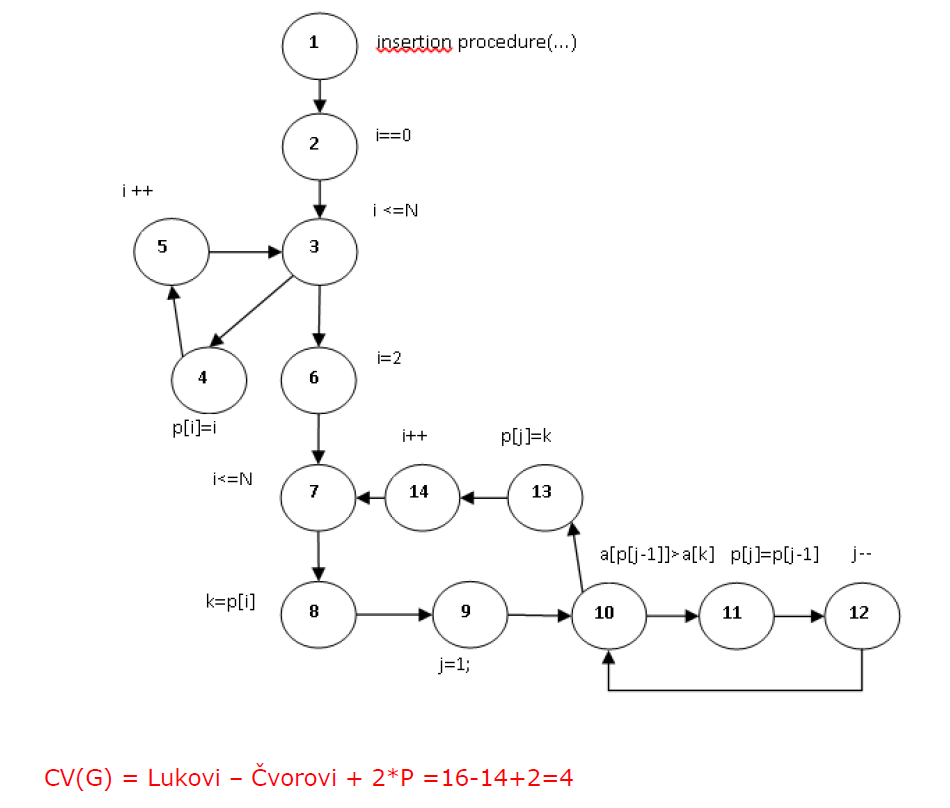 1 insertion procedure(...)
2 i==0
i ++
i <=N
5 3
4 6 i=2
p[i]=i
i++ p[j]=k
i<=N
7 14 13
a[p[j-1]]>a[k] p[j]=p[j-1] j--
k=p[i]
8 9 10 11 12
j=1;
CV(G) = Lukovi – Čvorovi + 2*P =16-14+2=4